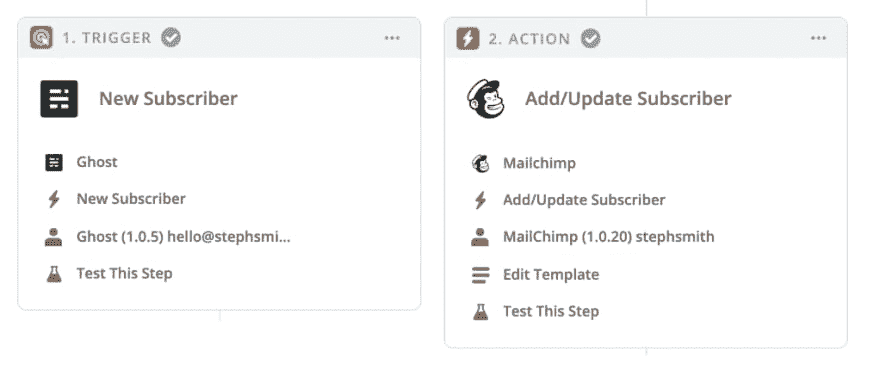 1. TRIGGER
New Subscriber
Ghost
New Subscriber
Ghost (1.0.5) hello@stephsmi...
Test This Step
2. ACTION
Add/Update Subscriber
Mailchimp
Add/Update Subscriber
MailChimp (1.0.20) stephsmith
Edit Template
Test This Step